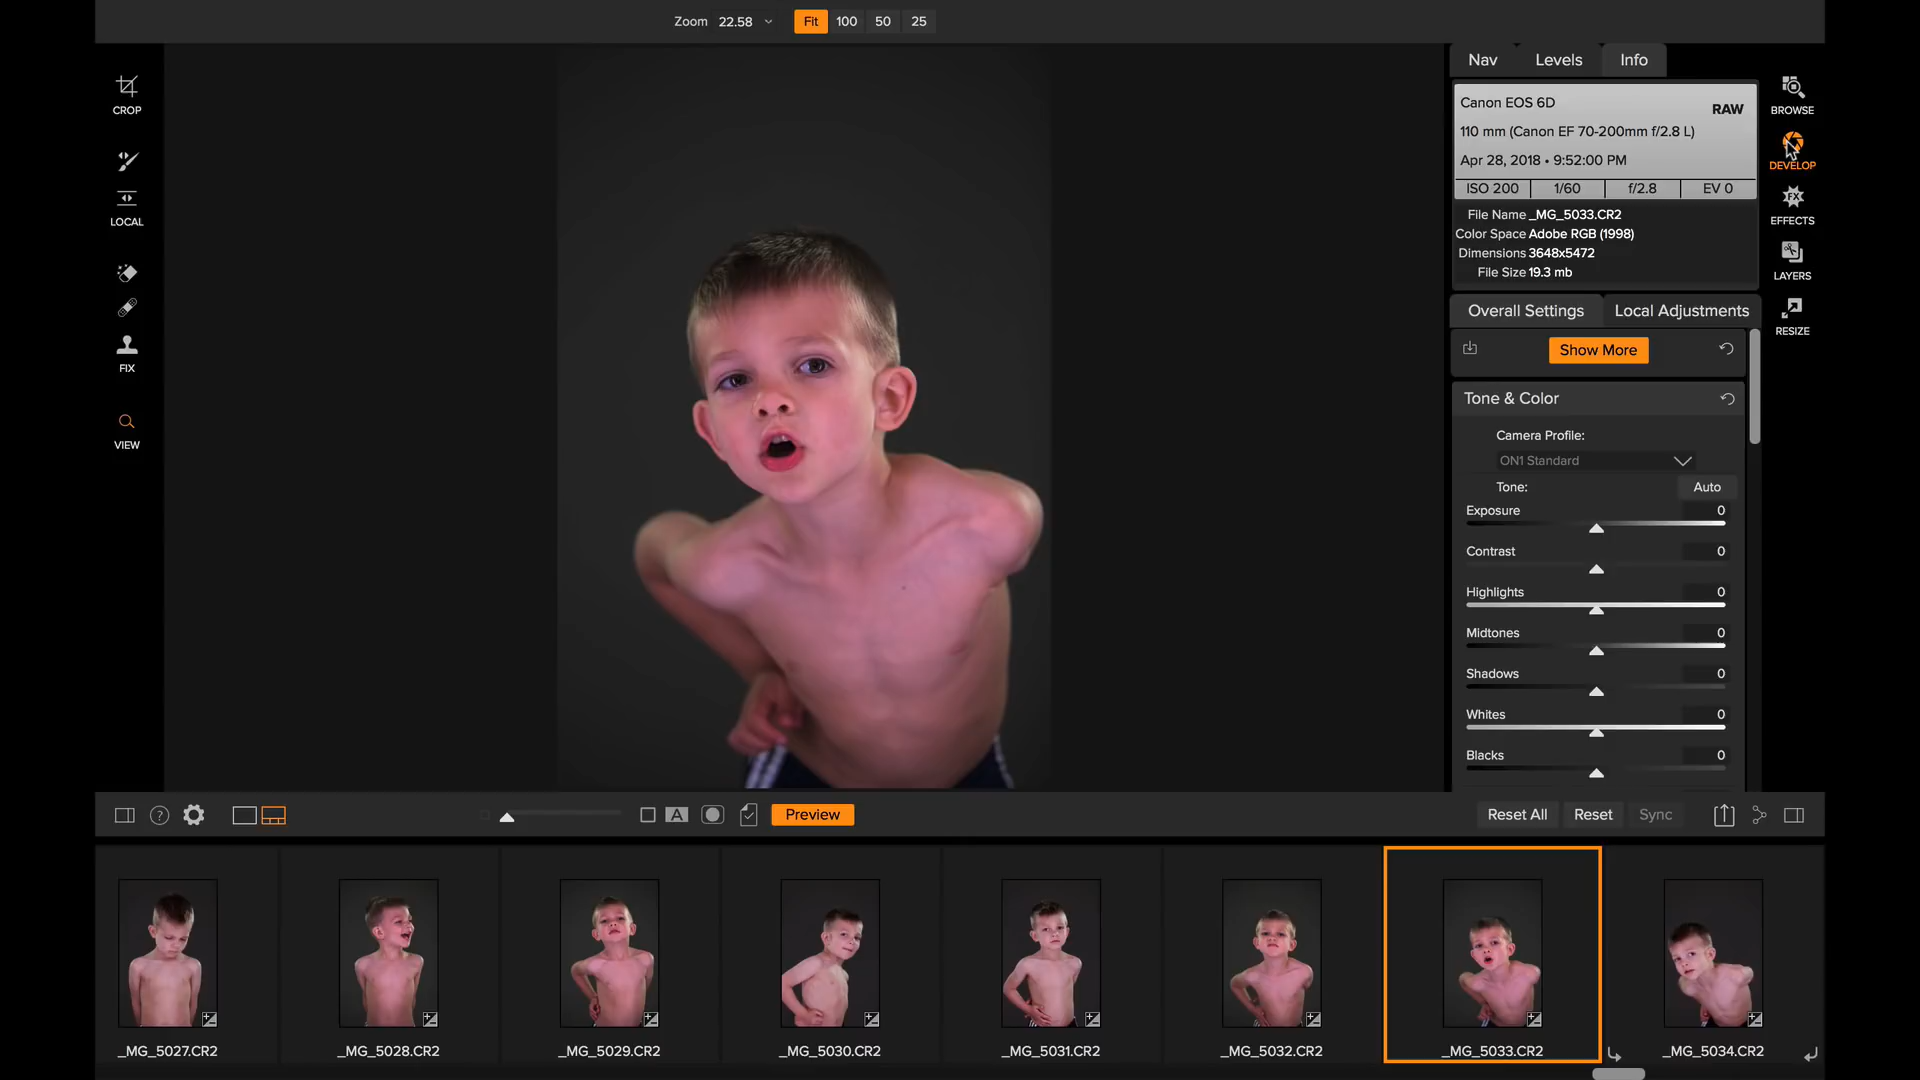 Zoom 22.58 Fit 100 50 25
CROP
LOCAL
FIX
VIEW
Nav Levels Info
Canon EOS 6D RAW
110 mm (Canon EF 70-200mm f/2.8 L)
Apr 28, 2018 • 9:52:00 PM
ISO 200 1/60 f/2.8 EV 0
File Name _MG_5033.CR2
Color Space Adobe RGB (1998)
Dimensions 3648x5472
File Size 19.3 mb
Overall Settings Local Adjustments
Show More
Tone & Color
Camera Profile:
ON1 Standard
Tone: Auto
Exposure 0
Contrast 0
Highlights 0
Midtones 0
Shadows 0
Whites 0
Blacks 0
BROWSE
DEVELOP
FX
EFFECTS
LAYERS
RESIZE
? A Preview Reset All Reset Sync
_MG_5027.CR2 _MG_5028.CR2 _MG_5029.CR2 _MG_5030.CR2 _MG_5031.CR2 _MG_5032.CR2 _MG_5033.CR2 _MG_5034.CR2